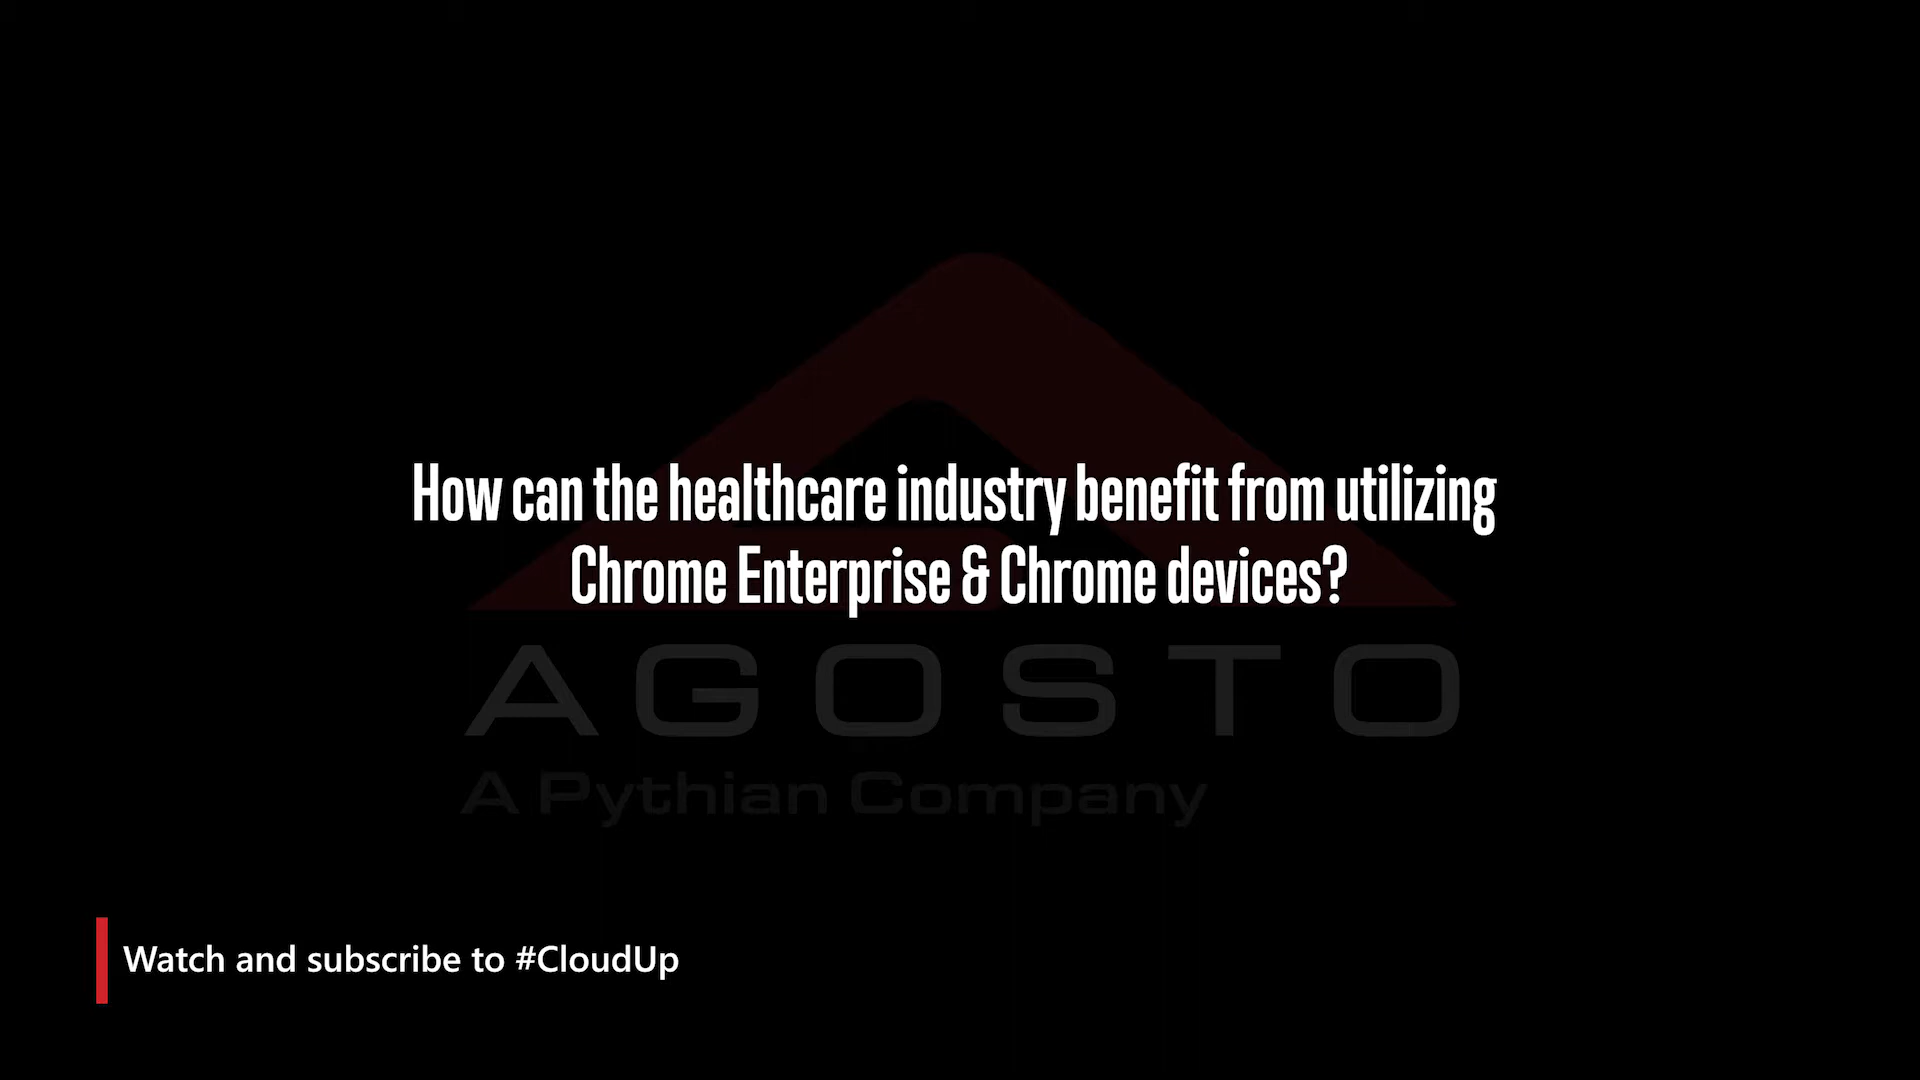 How can the healthcare industry benefit from utilizing
Chrome Enterprise & Chrome devices?
AGOSTO
A Pythian Company
Watch and subscribe to #CloudUp